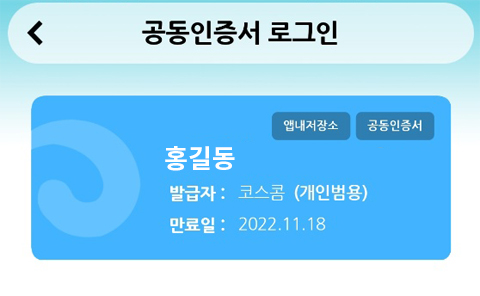 공동인증서 로그인
앱내저장소 공동인증서
홍길동
발급자 : 코스콤 (개인범용)
만료일 : 2022.11.18